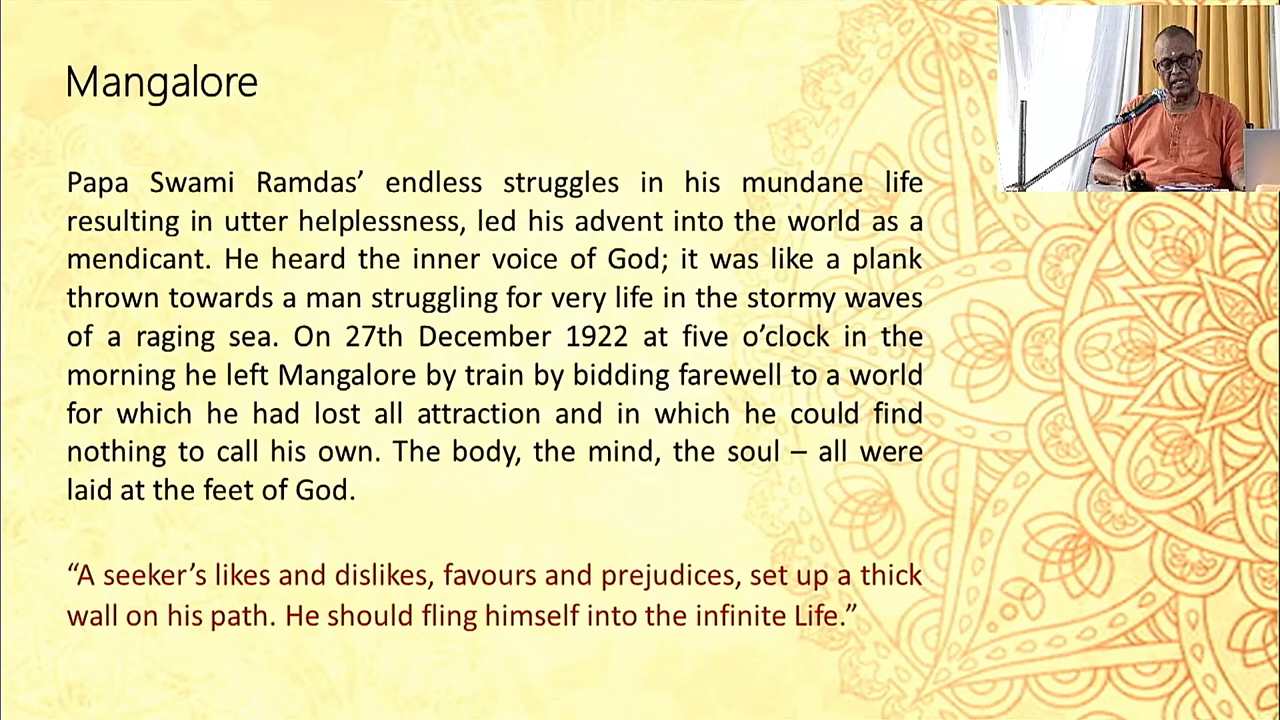 Mangalore
Papa Swami Ramdas’ endless struggles in his mundane life
resulting in utter helplessness, led his advent into the world as a
mendicant. He heard the inner voice of God; it was like a plank
thrown towards a man struggling for very life in the stormy waves
of a raging sea. On 27th December 1922 at five o’clock in the
morning he left Mangalore by train by bidding farewell to a world
for which he had lost all attraction and in which he could find
nothing to call his own. The body, the mind, the soul – all were
laid at the feet of God.
“A seeker’s likes and dislikes, favours and prejudices, set up a thick
wall on his path. He should fling himself into the infinite Life.”